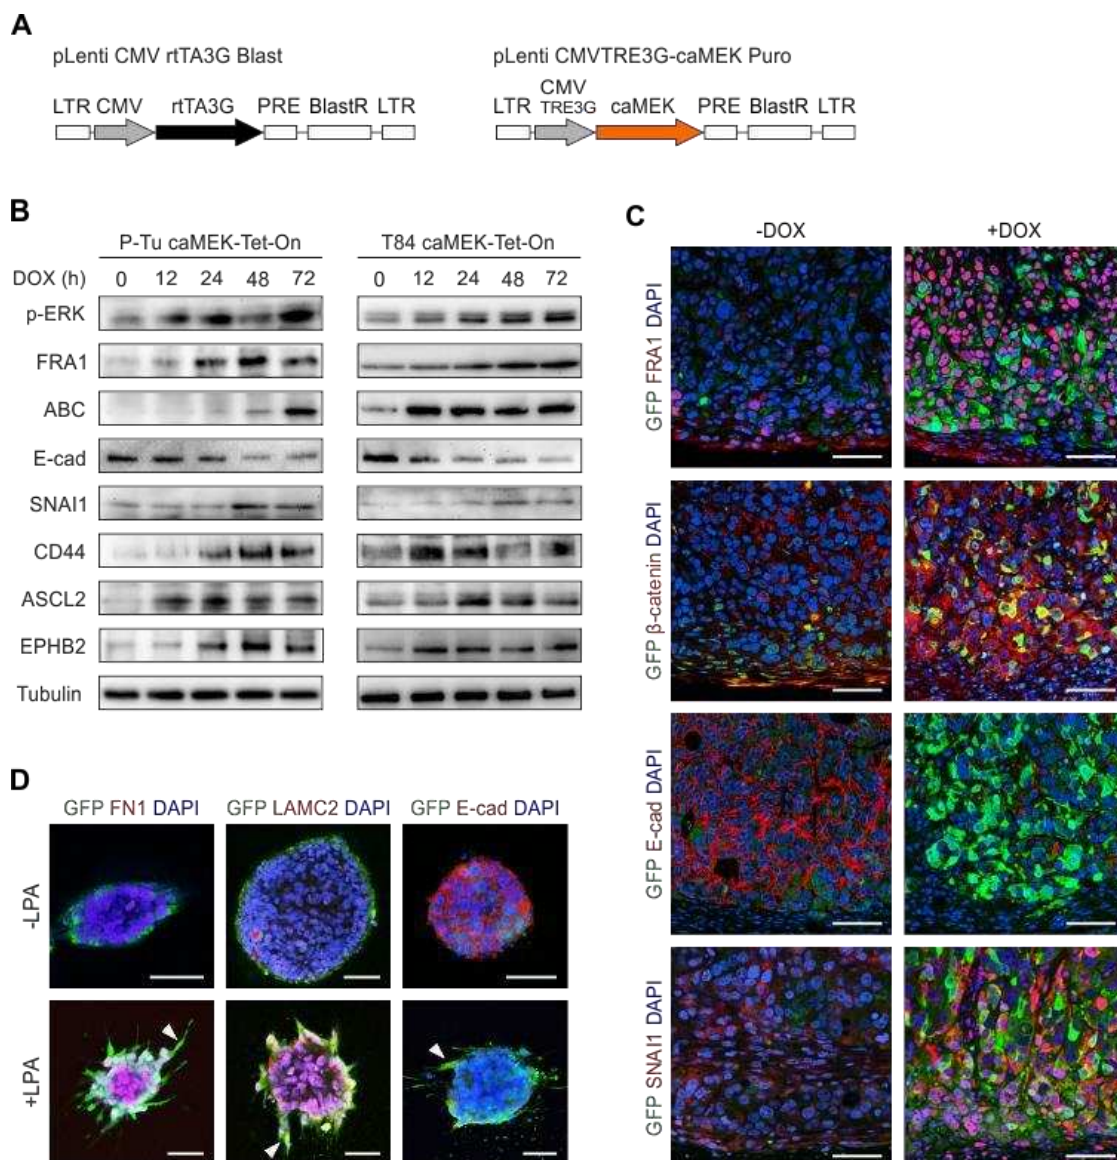 A
pLenti CMV rtTA3G Blast
LTR CMV rtTA3G PRE BlastR LTR
pLenti CMVTRE3G-caMEK Puro
CMV
LTR TRE3G caMEK PRE BlastR LTR
B
P-Tu caMEK-Tet-On T84 caMEK-Tet-On
DOX (h) 0 12 24 48 72 0 12 24 48 72
p-ERK
FRA1
ABC
E-cad
SNAI1
CD44
ASCL2
EPHB2
Tubulin
C
-DOX +DOX
GFP FRA1 DAPI
GFP β-catenin DAPI
GFP E-cad DAPI
GFP SNAI1 DAPI
D
GFP FN1 DAPI GFP LAMC2 DAPI GFP E-cad DAPI
-LPA
+LPA